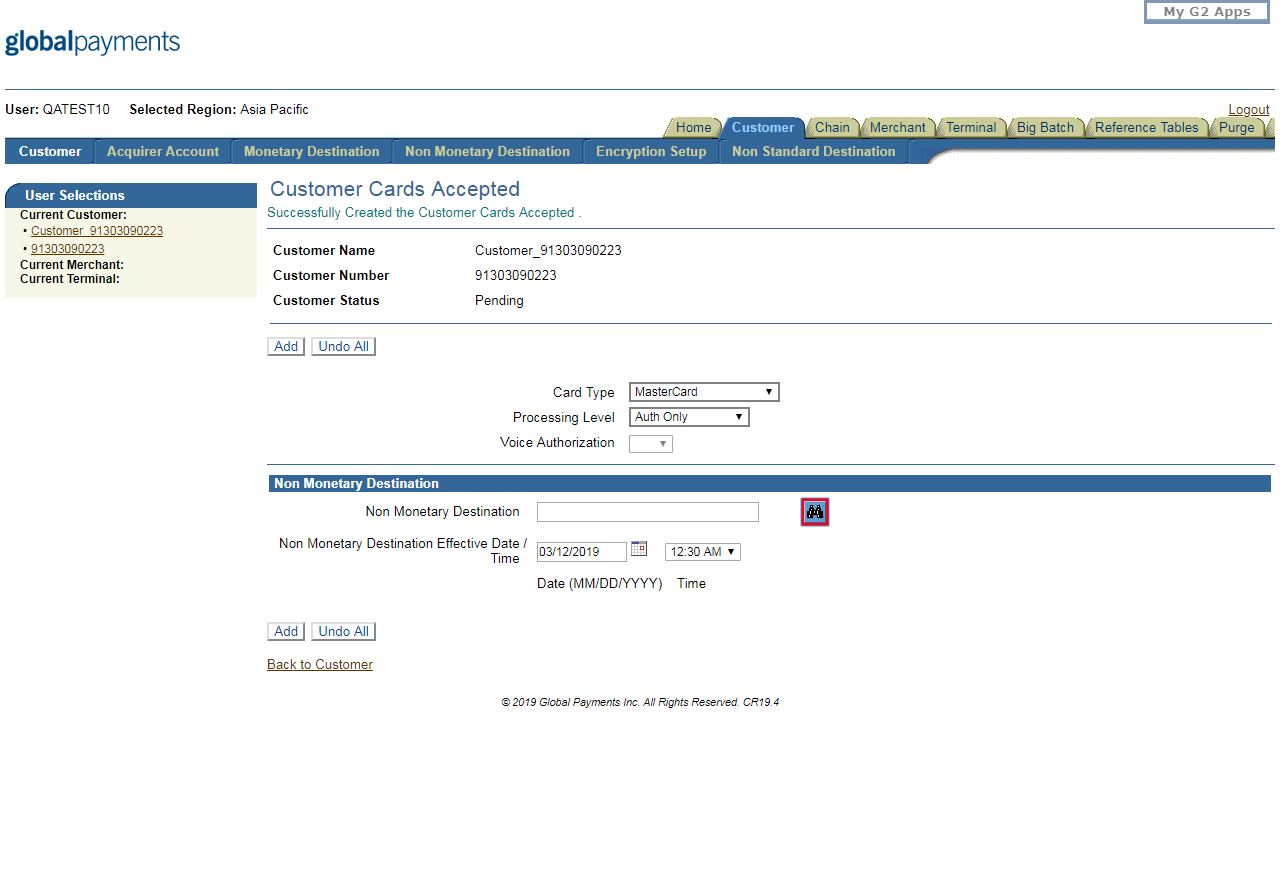 My G2 Apps
globalpayments
User: QATEST10 Selected Region: Asia Pacific
Logout
Home Customer Chain Merchant Terminal Big Batch Reference Tables Purge
Customer Acquirer Account Monetary Destination Non Monetary Destination Encryption Setup Non Standard Destination
User Selections
Current Customer:
• Customer_91303090223
• 91303090223
Current Merchant:
Current Terminal:
Customer Cards Accepted
Successfully Created the Customer Cards Accepted .
Customer Name Customer_91303090223
Customer Number 91303090223
Customer Status Pending
Add Undo All
Card Type MasterCard
Processing Level Auth Only
Voice Authorization
Non Monetary Destination
Non Monetary Destination
Non Monetary Destination Effective Date /
Time 03/12/2019 12:30 AM
Date (MM/DD/YYYY) Time
Add Undo All
Back to Customer
© 2019 Global Payments Inc. All Rights Reserved. CR19.4